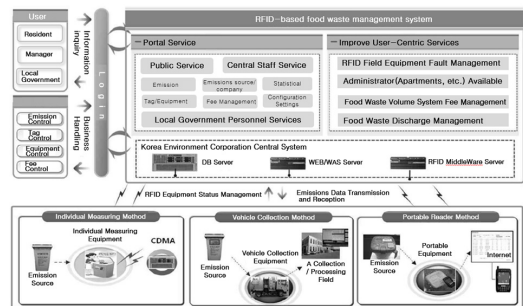 RFID-based food waste management system
User
Resident
Manager
Local
Government
Information
inquiry
Login
Emission
Control
Tag
Control
Equipment
Control
Fee
Control
Business
Handling
Portal Service
Public Service
Central Staff Service
Emission
Emissions source/
company
Statistical
Tag/Equipment
Fee Management
Configuration
Settings
Local Government Personnel Services
Improve User-Centric Services
RFID Field Equipment Fault Management
Administrator(Apartments, etc.) Available
Food Waste Volume System Fee Management
Food Waste Discharge Management
Korea Environment Corporation Central System
DB Server
WEB/WAS Server
RFID MiddleWare Server
RFID Equipment Status Management
Emissions Data Transmission
and Reception
Individual Measuring Method
Individual Measuring
Equipment
CDMA
Emission
Source
Vehicle Collection Method
Vehicle Collection
Equipment
Emission
Source
A Collection
/ Processing
Field
Portable Reader Method
Portable
Equipment
Emission
Source
Internet